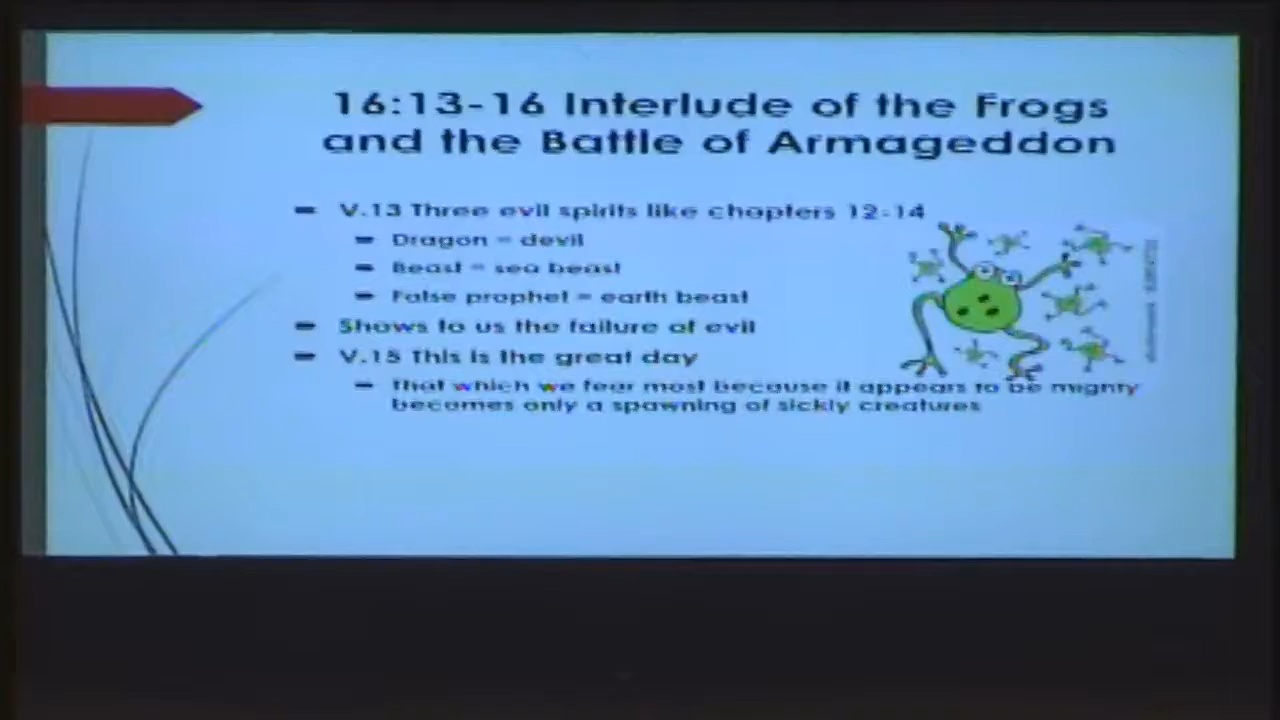 16:13-16 Interlude of the Frogs
and the Battle of Armageddon
V.13 Three evil spirits like chapters 12-14
Dragon = devil
Beast = sea beast
False prophet = earth beast
Shows to us the failure of evil
V.15 This is the great day
That which we fear most because it appears to be mighty
becomes only a spawning of sickly creatures